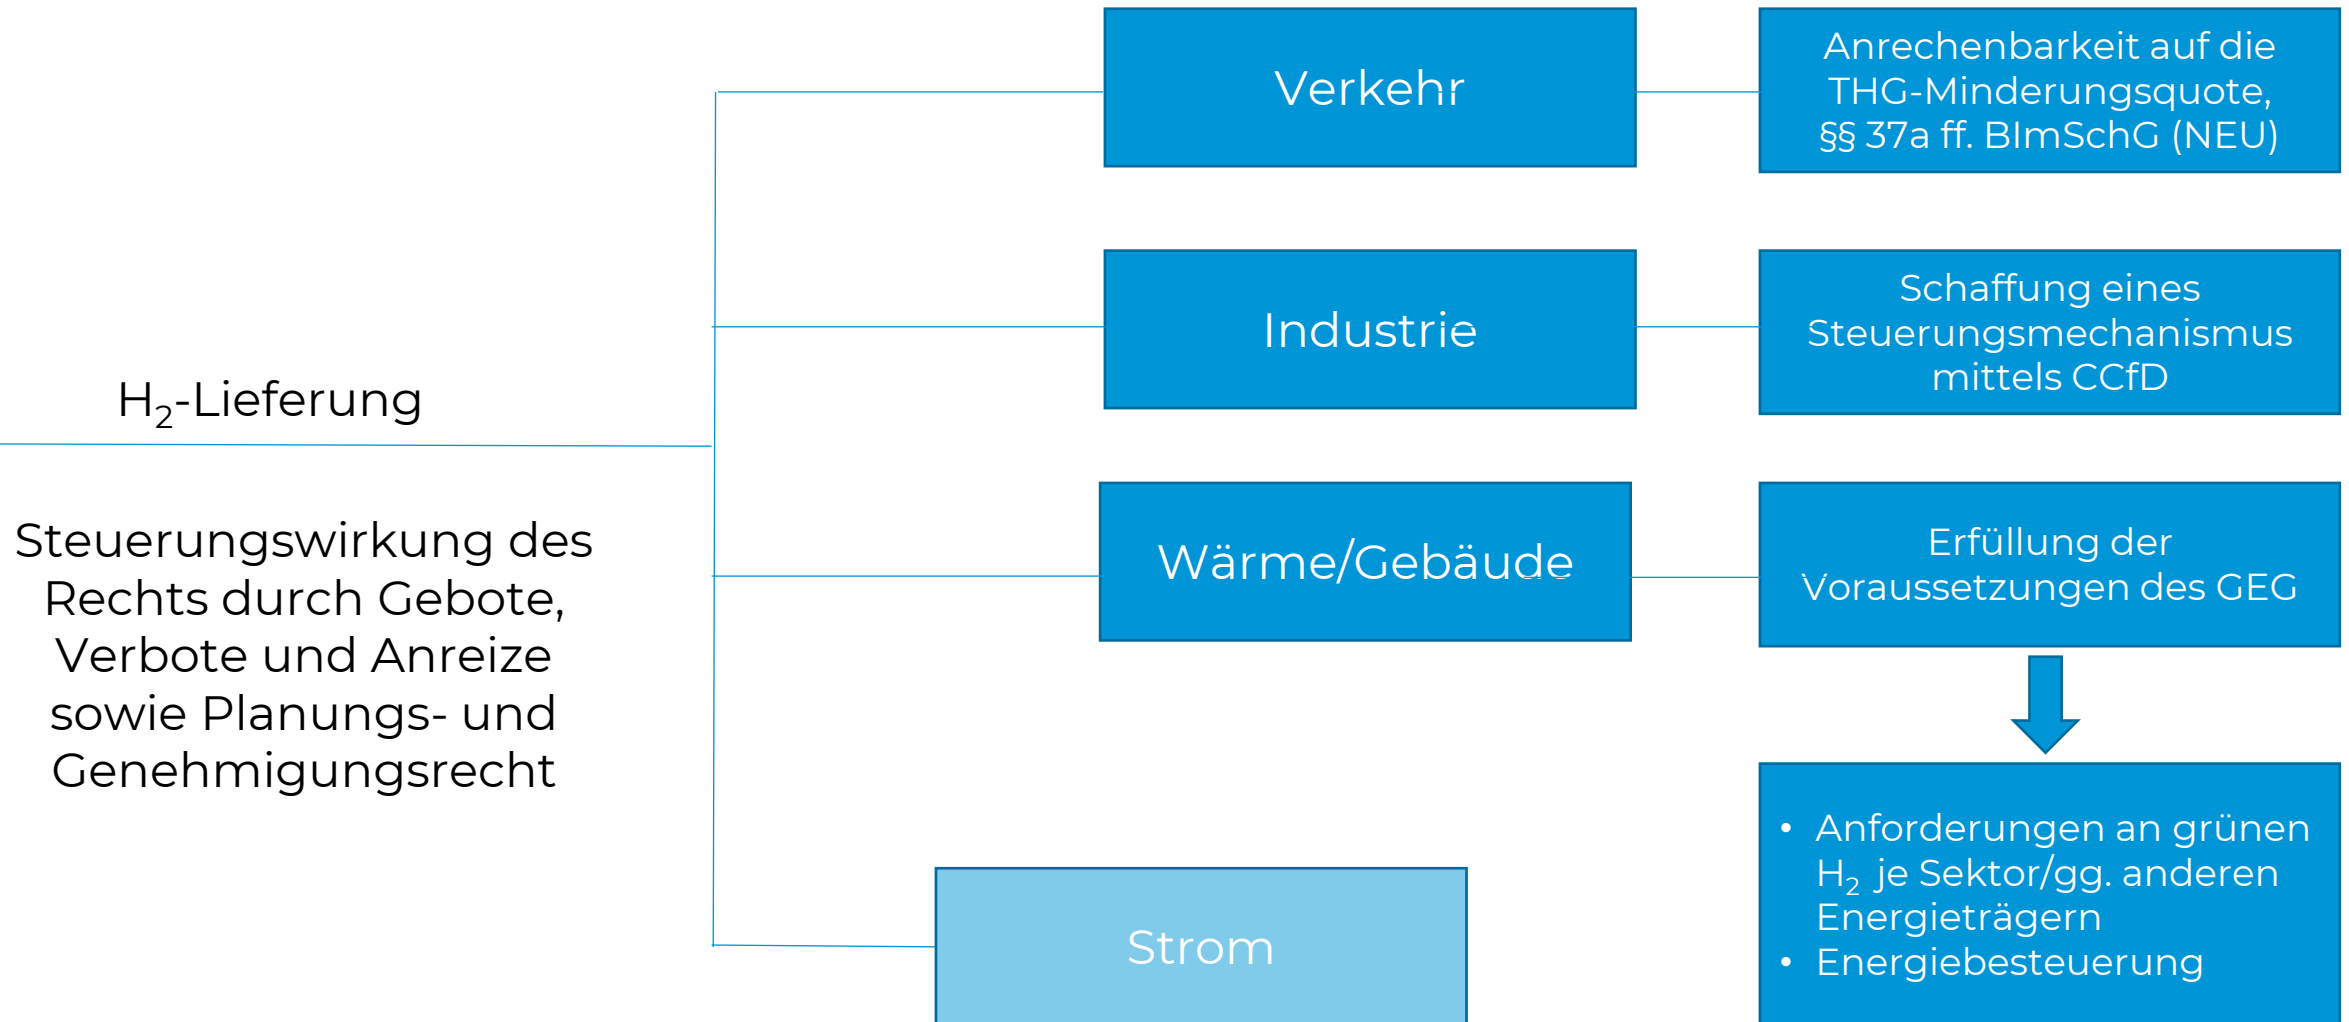 H₂-Lieferung
Steuerungswirkung des
Rechts durch Gebote,
Verbote und Anreize
sowie Planungs- und
Genehmigungsrecht
Verkehr
Anrechenbarkeit auf die
THG-Minderungsquote,
§§ 37a ff. BImSchG (NEU)
Industrie
Schaffung eines
Steuerungsmechanismus
mittels CCfD
Wärme/Gebäude
Erfüllung der
Voraussetzungen des GEG
Strom
• Anforderungen an grünen
H₂ je Sektor/gg. anderen
Energieträgern
• Energiebesteuerung